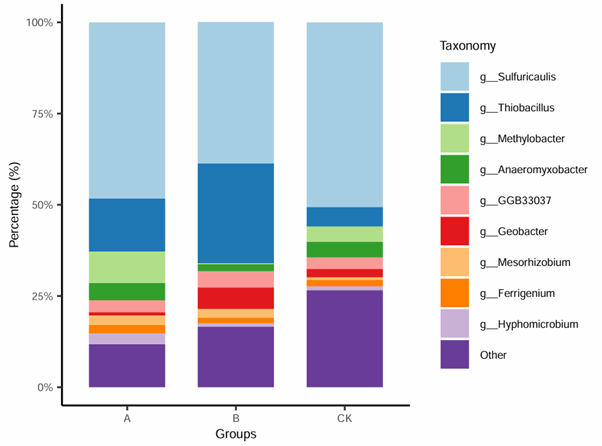 100%
75%
50%
25%
0%
Percentage (%)
A
B
CK
Groups
Taxonomy
g__Sulfuricaulis
g__Thiobacillus
g__Methylobacter
g__Anaeromyxobacter
g__GGB33037
g__Geobacter
g__Mesorhizobium
g__Ferrigenium
g__Hyphomicrobium
Other